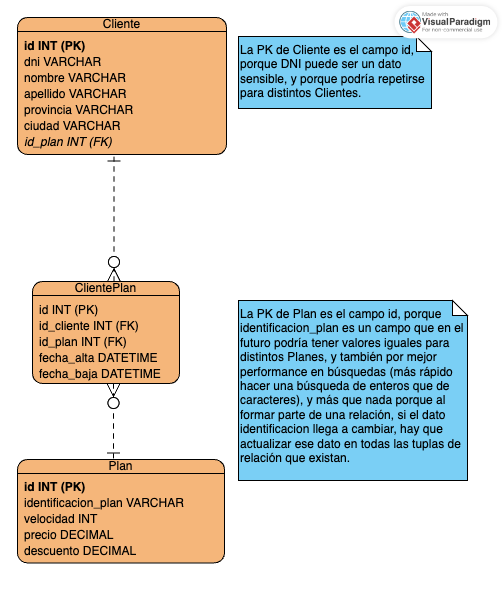 Cliente
id INT (PK)
dni VARCHAR
nombre VARCHAR
apellido VARCHAR
provincia VARCHAR
ciudad VARCHAR
id_plan INT (FK)
Made with
VisualParadigm
For non-commercial use
La PK de Cliente es el campo id,
porque DNI puede ser un dato
sensible, y porque podría repetirse
para distintos Clientes.
ClientePlan
id INT (PK)
id_cliente INT (FK)
id_plan INT (FK)
fecha_alta DATETIME
fecha_baja DATETIME
La PK de Plan es el campo id, porque
identificacion_plan es un campo que en el
futuro podría tener valores iguales para
distintos Planes, y también por mejor
performance en búsquedas (más rápido
hacer una búsqueda de enteros que de
caracteres), y más que nada porque al
formar parte de una relación, si el dato
identificacion llega a cambiar, hay que
actualizar ese dato en todas las tuplas de
relación que existan.
Plan
id INT (PK)
identificacion_plan VARCHAR
velocidad INT
precio DECIMAL
descuento DECIMAL